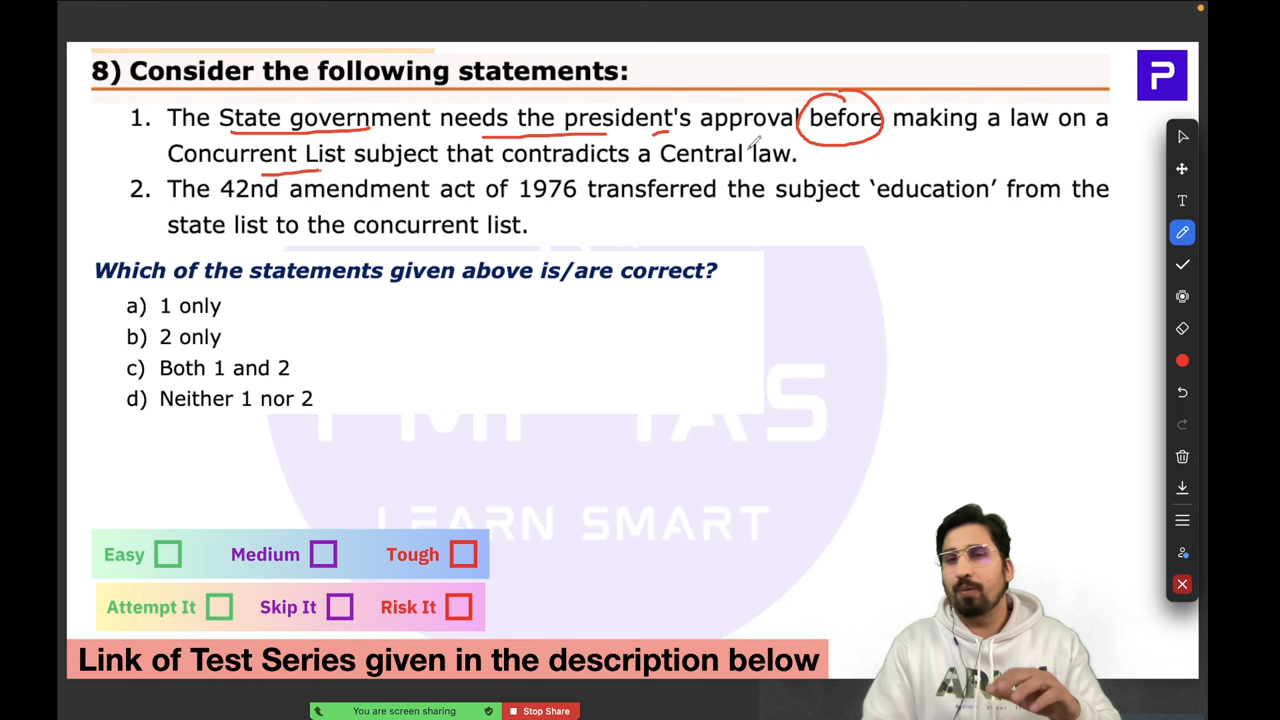 8) Consider the following statements:
1. The State government needs the president's approval before making a law on a
Concurrent List subject that contradicts a Central law.
2. The 42nd amendment act of 1976 transferred the subject ‘education’ from the
state list to the concurrent list.
Which of the statements given above is/are correct?
a) 1 only
b) 2 only
c) Both 1 and 2
d) Neither 1 nor 2
LEARN SMART
Easy Medium Tough
Attempt It Skip It Risk It
Link of Test Series given in the description below
You are screen sharing Stop Share
P
T